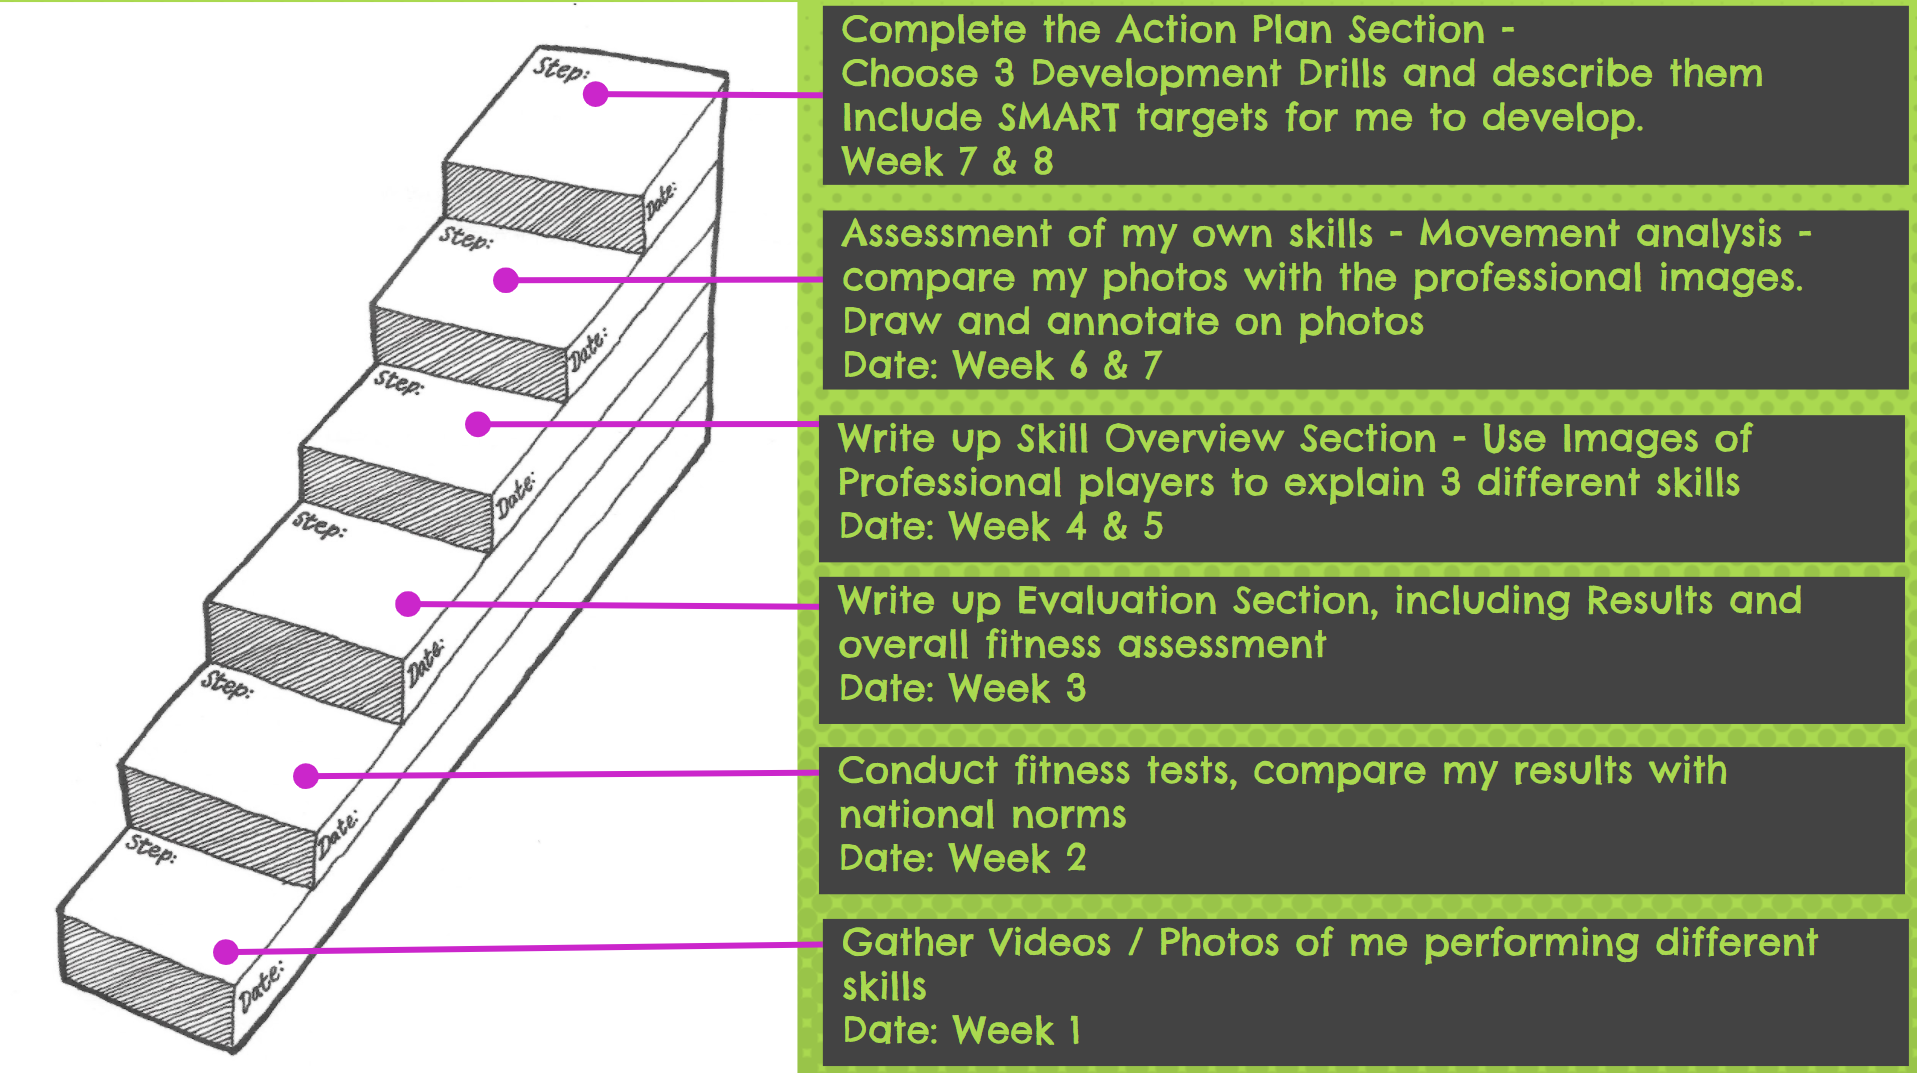 Step:
Date:
Step:
Date:
Step:
Date:
Step:
Date:
Step:
Date:
Step:
Date:
Complete the Action Plan Section -
Choose 3 Development Drills and describe them
Include SMART targets for me to develop.
Week 7 & 8
Assessment of my own skills - Movement analysis -
compare my photos with the professional images.
Draw and annotate on photos
Date: Week 6 & 7
Write up Skill Overview Section - Use Images of
Professional players to explain 3 different skills
Date: Week 4 & 5
Write up Evaluation Section, including Results and
overall fitness assessment
Date: Week 3
Conduct fitness tests, compare my results with
national norms
Date: Week 2
Gather Videos / Photos of me performing different
skills
Date: Week 1